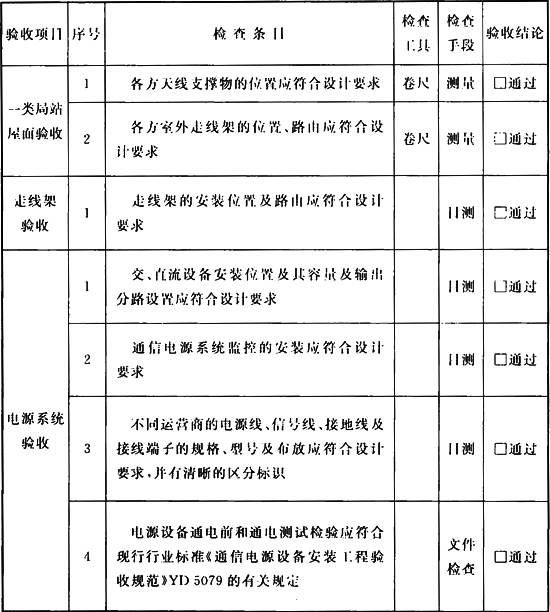 验收项目 序号 检查条目 检查工具 检查手段 验收结论
一类局站屋面验收
1 各方天线支撑物的位置应符合设计要求 卷尺 测量 □通过
2 各方室外走线架的位置、路由应符合设
计要求 卷尺 测量 □通过
走线架验收
1 走线架的安装位置及路由应符合设计
要求 目测 □通过
电源系统验收
1 交、直流设备安装位置及其容量及输出
分路设置应符合设计要求 目测 □通过
2 通信电源系统监控的安装应符合设计
要求 目测 □通过
3 不同运营商的电源线、信号线、接地线及
接线端子的规格、型号及布放应符合设计
要求,并有清晰的区分标识 目测 □通过
4 电源设备通电前和通电测试检验应符合
现行行业标准《通信电源设备安装工程验
收规范》YD 5079的有关规定 文件检查 □通过